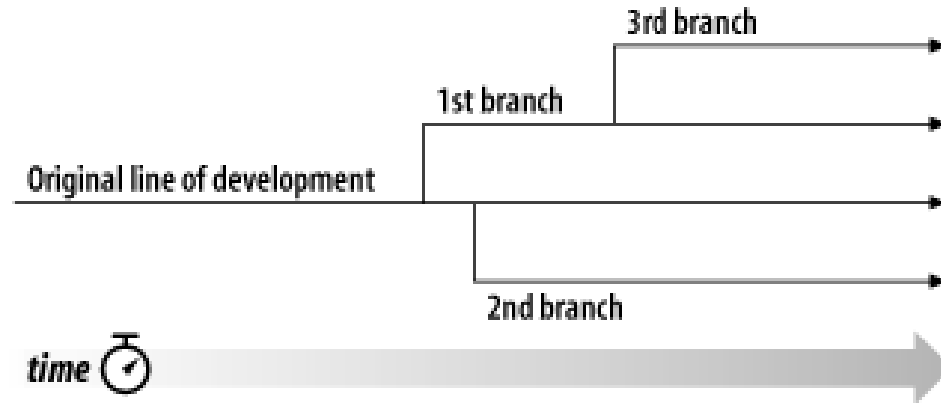 3rd branch
1st branch
Original line of development
2nd branch
time